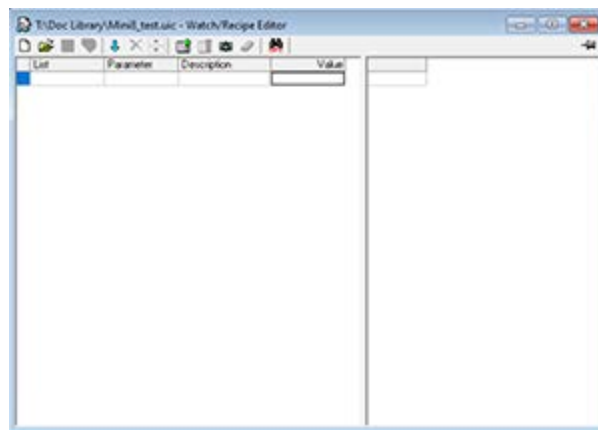 T:\Doc Library\Mini8_test.uic - Watch/Recipe Editor
List Parameter Description Value